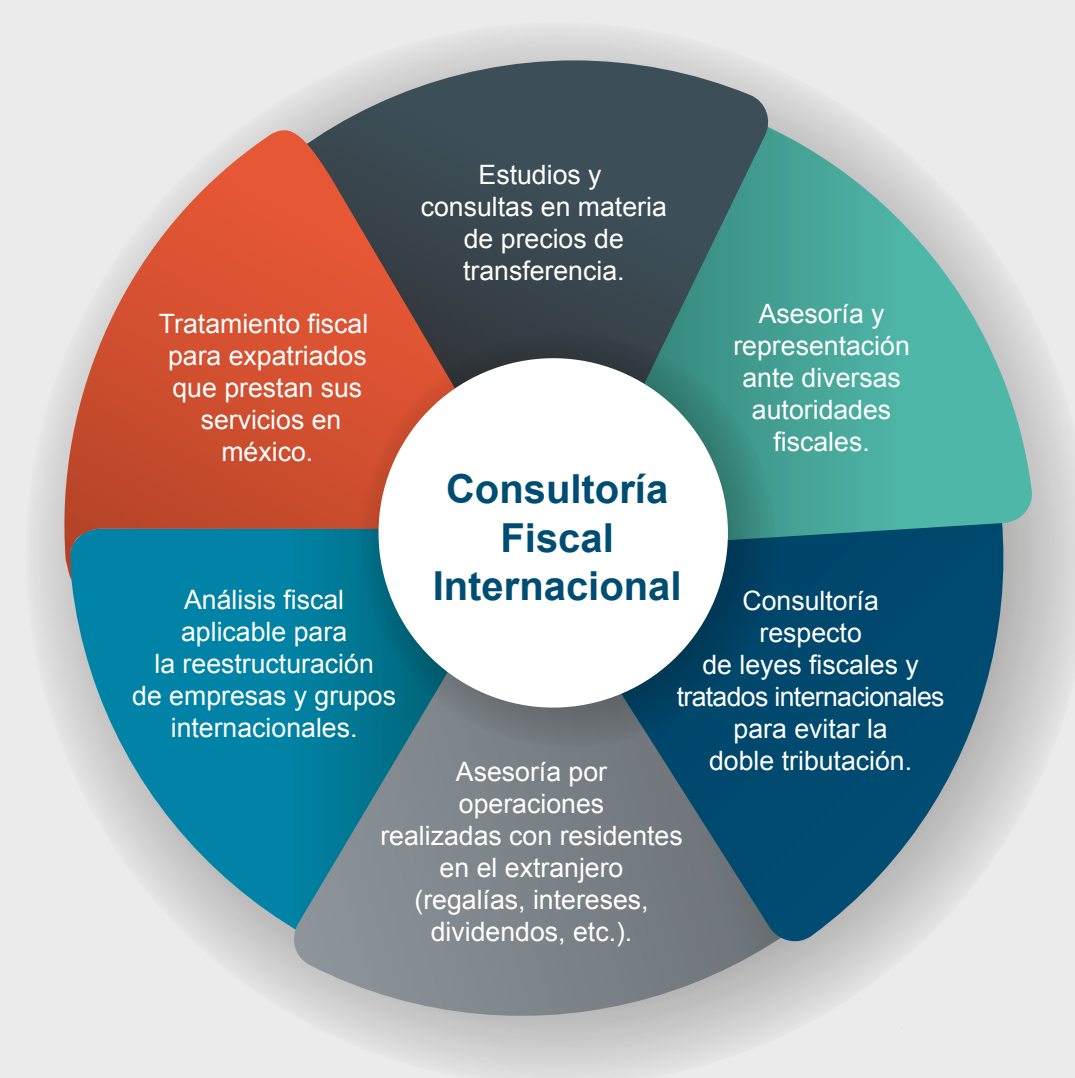 Estudios y
consultas en materia
de precios de
transferencia.
Asesoría y
representación
ante diversas
autoridades
fiscales.
Consultoría
respecto
de leyes fiscales y
tratados internacionales
para evitar la
doble tributación.
Asesoría por
operaciones
realizadas con residentes
en el extranjero
(regalías, intereses,
dividendos, etc.).
Análisis fiscal
aplicable para
la reestructuración
de empresas y grupos
internacionales.
Tratamiento fiscal
para expatriados
que prestan sus
servicios en
méxico.
Consultoría
Fiscal
Internacional